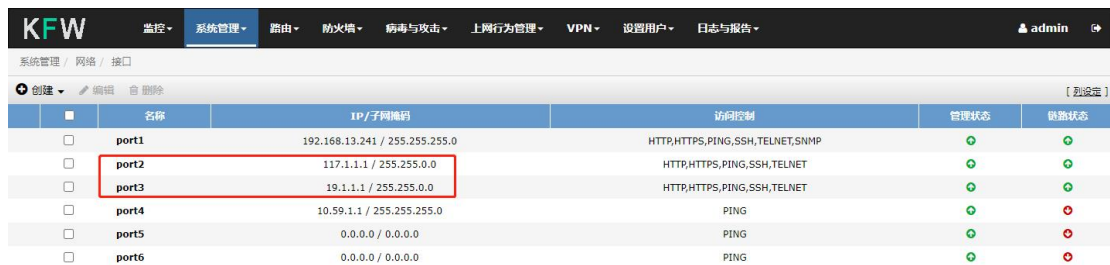 KFW 监控 系统管理 路由 防火墙 病毒与攻击 上网行为管理 VPN 设置用户 日志与报告 admin
系统管理 / 网络 / 接口
创建 编辑 删除 [ 列设定 ]
名称 IP/子网掩码 访问控制 管理状态 链路状态
port1 192.168.13.241 / 255.255.255.0 HTTP,HTTPS,PING,SSH,TELNET,SNMP
port2 117.1.1.1 / 255.255.0.0 HTTP,HTTPS,PING,SSH,TELNET
port3 19.1.1.1 / 255.255.0.0 HTTP,HTTPS,PING,SSH,TELNET
port4 10.59.1.1 / 255.255.255.0 PING
port5 0.0.0.0 / 0.0.0.0 PING
port6 0.0.0.0 / 0.0.0.0 PING